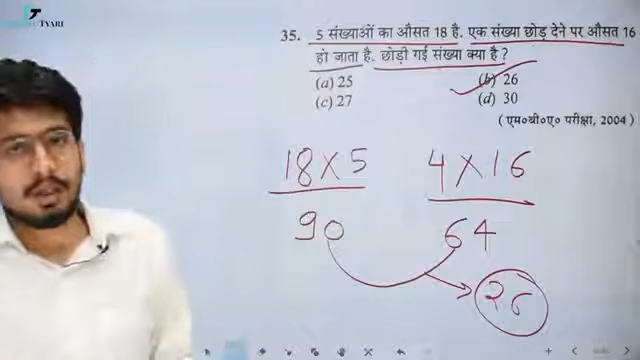 TYARI
35. 5 संख्याओं का औसत 18 है. एक संख्या छोड़ देने पर औसत 16
हो जाता है. छोड़ी गई संख्या क्या है ?
(a) 25 (b) 26
(c) 27 (d) 30
( एम०बी०ए० परीक्षा, 2004 )
18 X 5 4 X 16
90 64
26